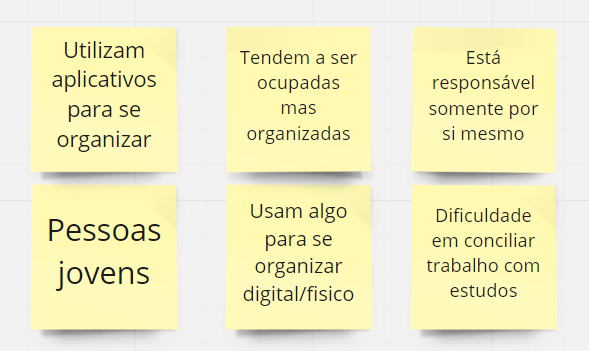 Utilizam
aplicativos
para se
organizar
Tendem a ser
ocupadas
mas
organizadas
Está
responsável
somente por
si mesmo
Pessoas
jovens
Usam algo
para se
organizar
digital/fisico
Dificuldade
em conciliar
trabalho com
estudos